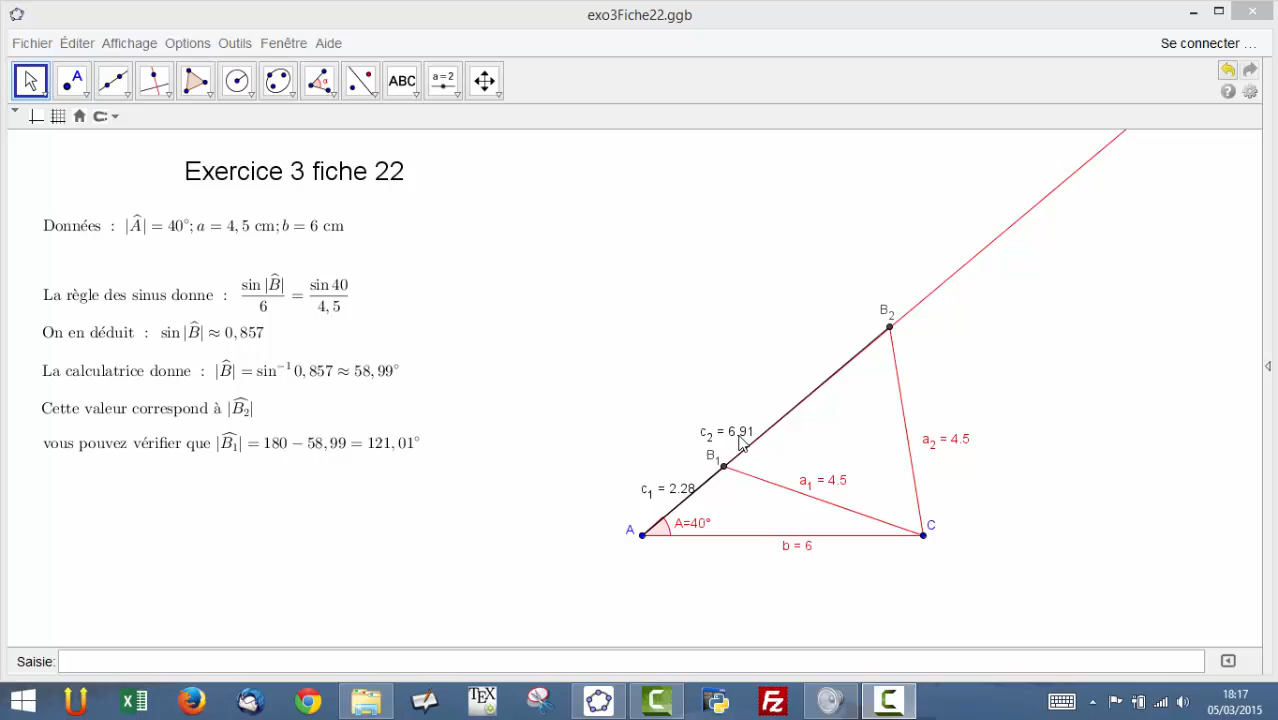 exo3Fiche22.ggb
Fichier Éditer Affichage Options Outils Fenêtre Aide
Se connecter ...
A
α
ABC
a=2
Exercice 3 fiche 22
Données : |Â| = 40°; a = 4,5 cm; b = 6 cm
La règle des sinus donne : sin |B̂| / 6 = sin 40 / 4,5
On en déduit : sin |B̂| ≈ 0,857
La calculatrice donne : |B̂| = sin⁻¹ 0,857 ≈ 58,99°
Cette valeur correspond à |B̂₂|
vous pouvez vérifier que |B̂₁| = 180 − 58,99 = 121,01°
B₂
c₂ = 6.91
a₂ = 4.5
B₁
a₁ = 4.5
c₁ = 2.28
A
A=40°
C
b = 6
Saisie:
TEX
18:17
05/03/2015